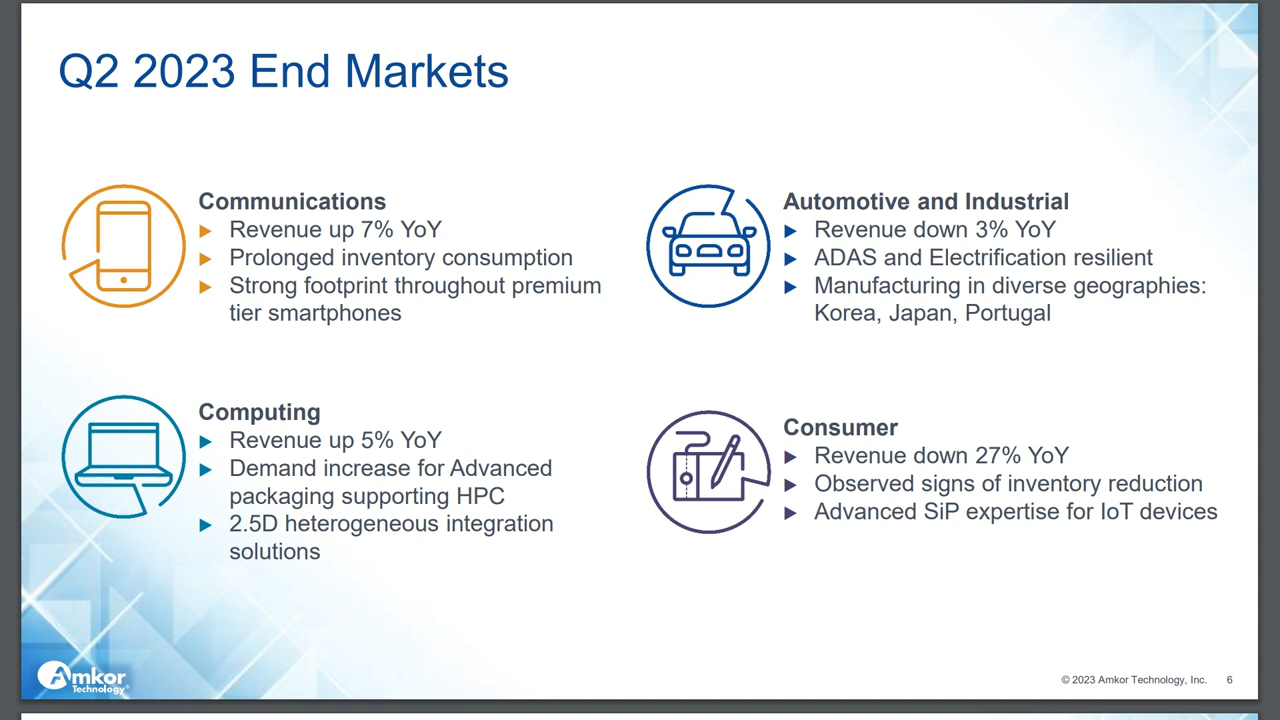 Q2 2023 End Markets
Communications
Revenue up 7% YoY
Prolonged inventory consumption
Strong footprint throughout premium
tier smartphones
Automotive and Industrial
Revenue down 3% YoY
ADAS and Electrification resilient
Manufacturing in diverse geographies:
Korea, Japan, Portugal
Computing
Revenue up 5% YoY
Demand increase for Advanced
packaging supporting HPC
2.5D heterogeneous integration
solutions
Consumer
Revenue down 27% YoY
Observed signs of inventory reduction
Advanced SiP expertise for IoT devices
Amkor
Technology®
© 2023 Amkor Technology, Inc. 6